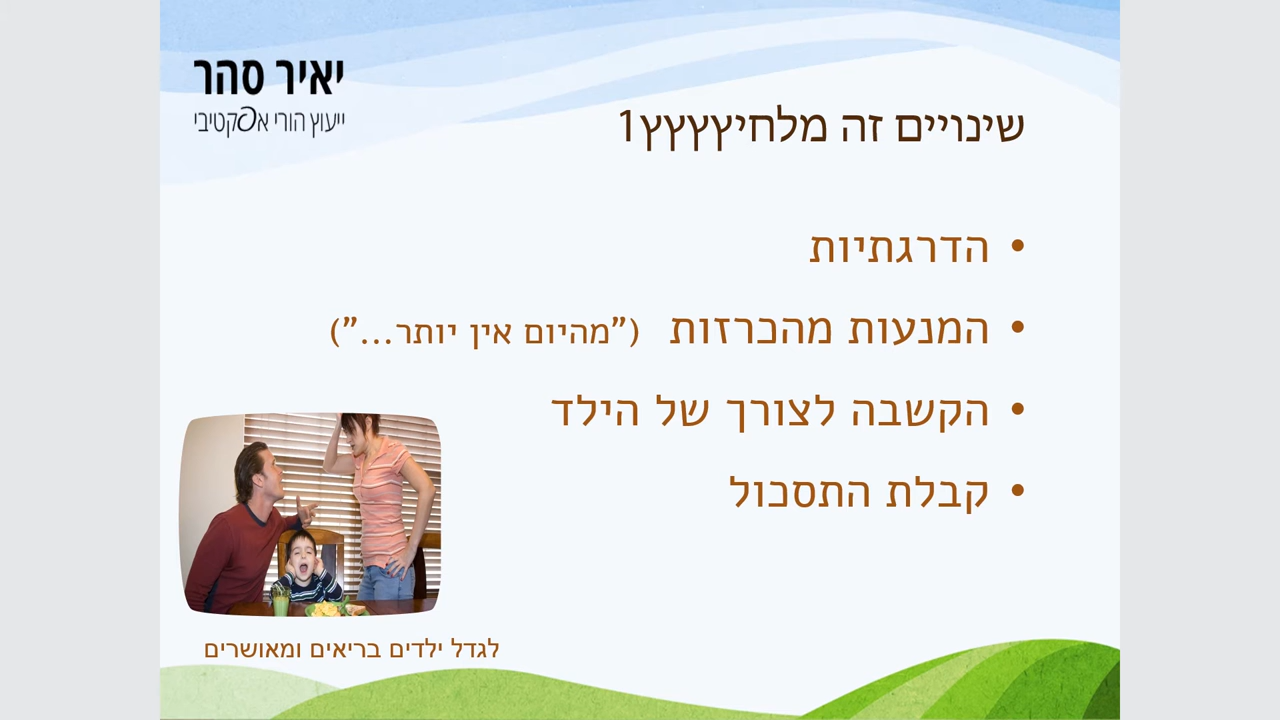 יאיר סהר
ייעוץ הורי אפקטיבי
שינויים זה מלחיץץץץץ1
• הדרגתיות
• המנעות מהכרזות ("מהיום אין יותר...")
• הקשבה לצורך של הילד
• קבלת התסכול
לגדל ילדים בריאים ומאושרים